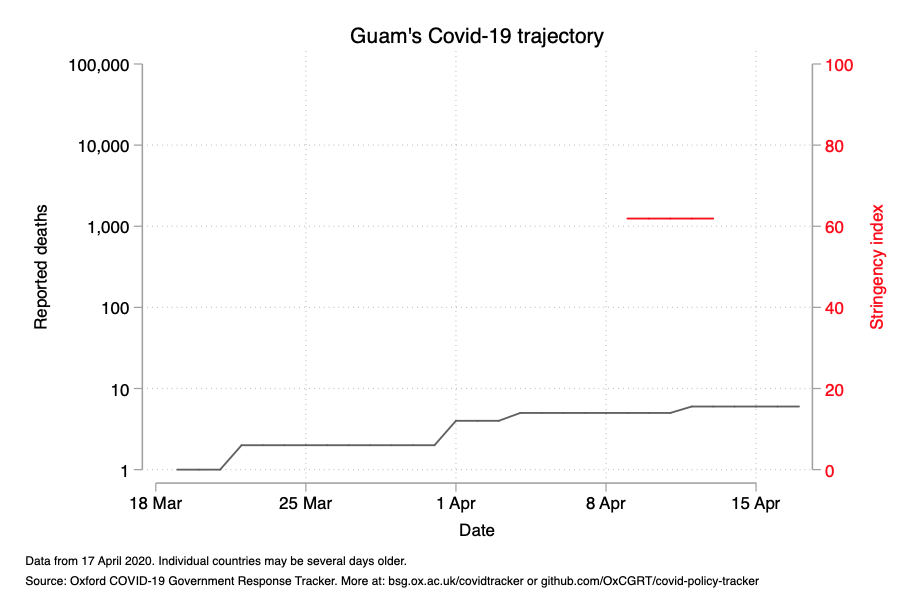 Guam's Covid-19 trajectory
100,000
10,000
1,000
100
10
1
Reported deaths
100
80
60
40
20
0
Stringency index
18 Mar 25 Mar 1 Apr 8 Apr 15 Apr
Date
Data from 17 April 2020. Individual countries may be several days older.
Source: Oxford COVID-19 Government Response Tracker. More at: bsg.ox.ac.uk/covidtracker or github.com/OxCGRT/covid-policy-tracker